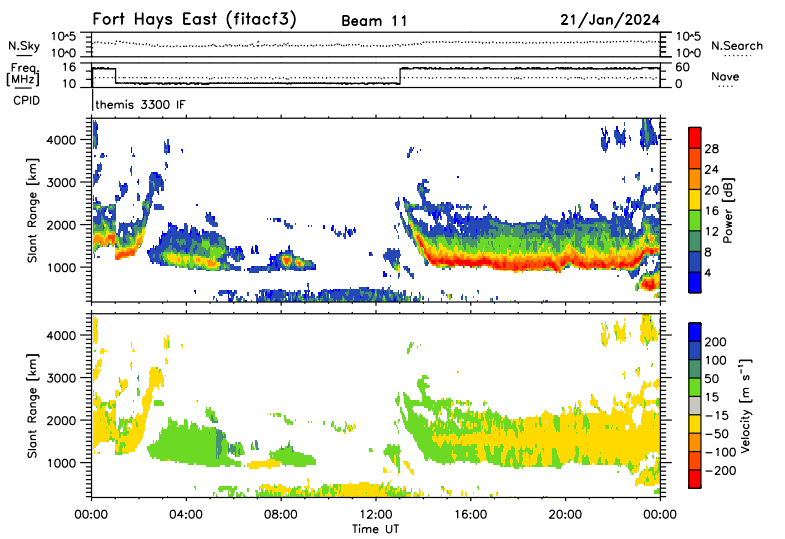 Fort Hays East (fitacf3) Beam 11 21/Jan/2024
N.Sky 10^5 10^0 10^5 10^0 N.Search
Freq. [MHz] 16 10 60 0 Nave
CPID themis 3300 IF
Slant Range [km] 4000 3000 2000 1000
Power [dB] 28 24 20 16 12 8 4
Slant Range [km] 4000 3000 2000 1000
Velocity [m s⁻¹] 200 100 50 15 −15 −50 −100 −200
00:00 04:00 08:00 12:00 16:00 20:00 00:00
Time UT